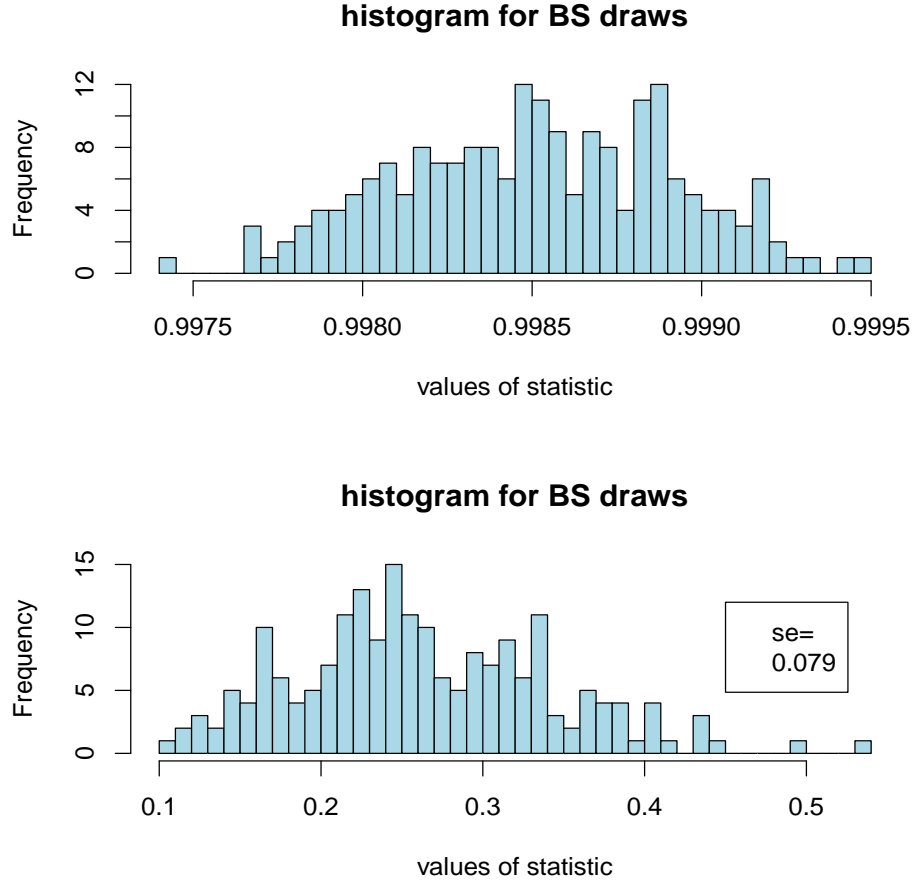 histogram for BS draws
Frequency
0 4 8 12
0.9975 0.9980 0.9985 0.9990 0.9995
values of statistic
histogram for BS draws
Frequency
0 5 10 15
se=
0.079
0.1 0.2 0.3 0.4 0.5
values of statistic